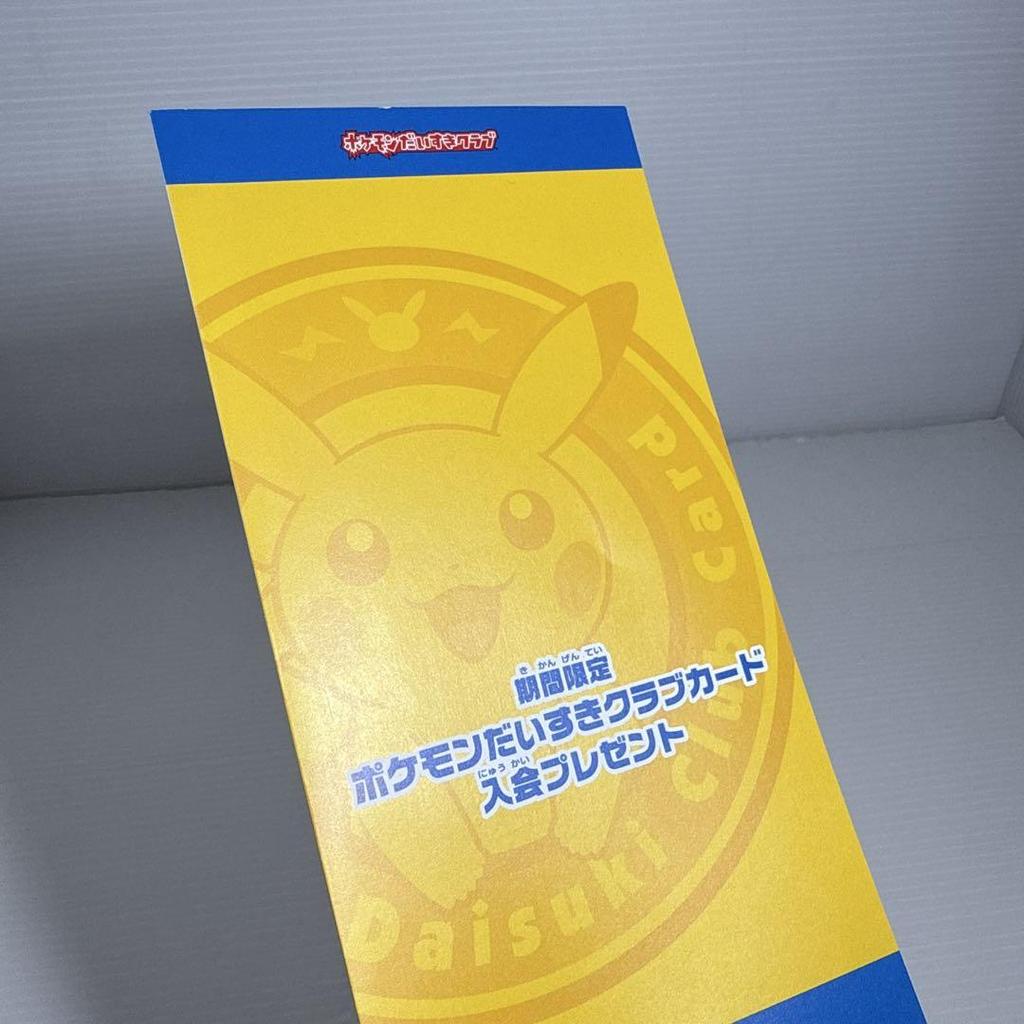 ポケモンだいすきクラブ
き かん げん てい
期間限定
ポケモンだいすきクラブカード
にゅう かい
入会プレゼント
Daisuki Club Card